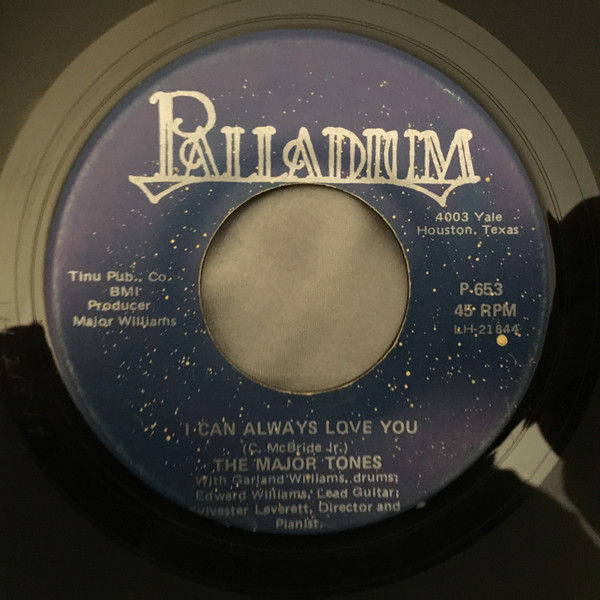 PALLADIUM
4003 Yale
Houston, Texas
Tinu Pub., Co.
BMI
Producer
Major Williams
P-653
45 RPM
LH-21844
I CAN ALWAYS LOVE YOU
(C. McBride Jr.)
THE MAJOR TONES
With Garland Williams, drums;
Edward Williams, Lead Guitar;
Sylvester Leverett, Director and
Pianist.